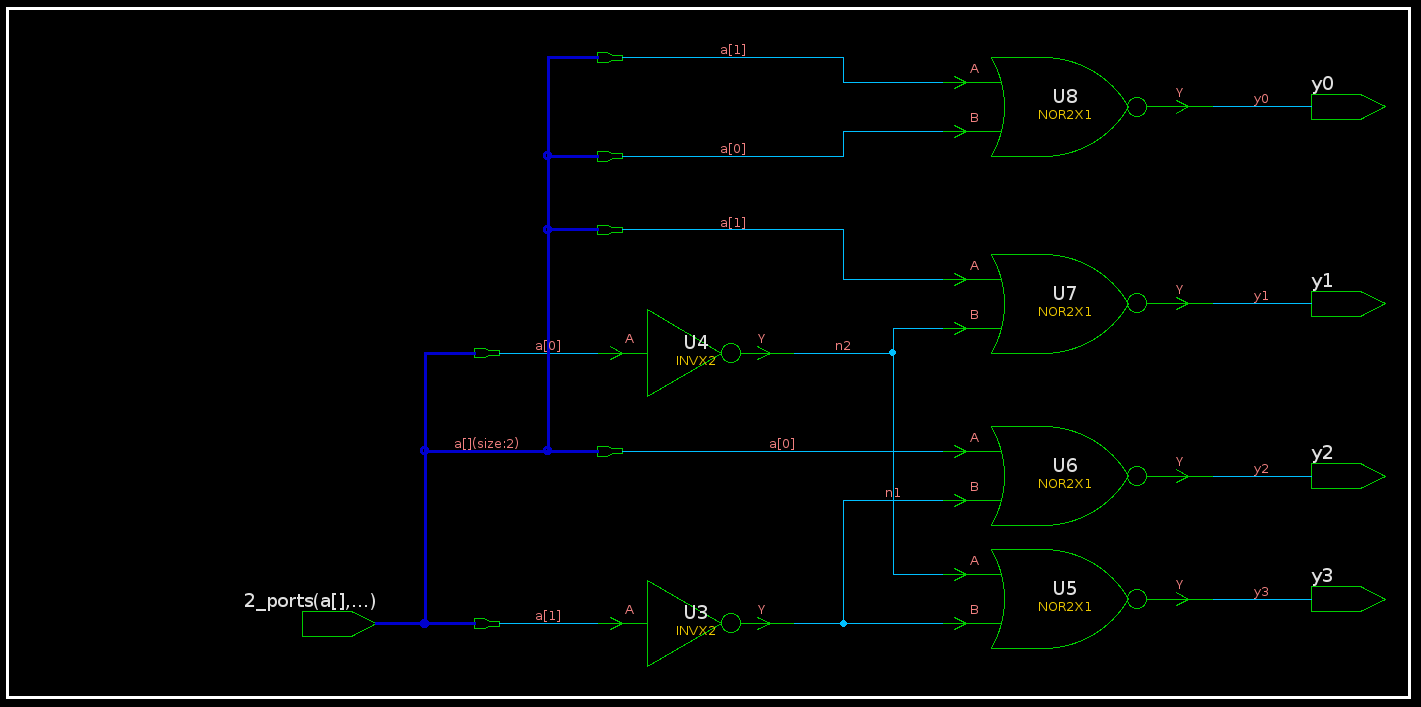 a[1]
A
U8
NOR2X1
B
Y
y0
y0
a[0]
a[1]
A
U7
NOR2X1
B
Y
y1
y1
a[0]
A
U4
INVX2
Y
n2
a[](size:2)
a[0]
A
U6
NOR2X1
B
Y
y2
y2
n1
A
U5
NOR2X1
B
Y
y3
y3
2_ports(a[],...)
a[1]
A
U3
INVX2
Y